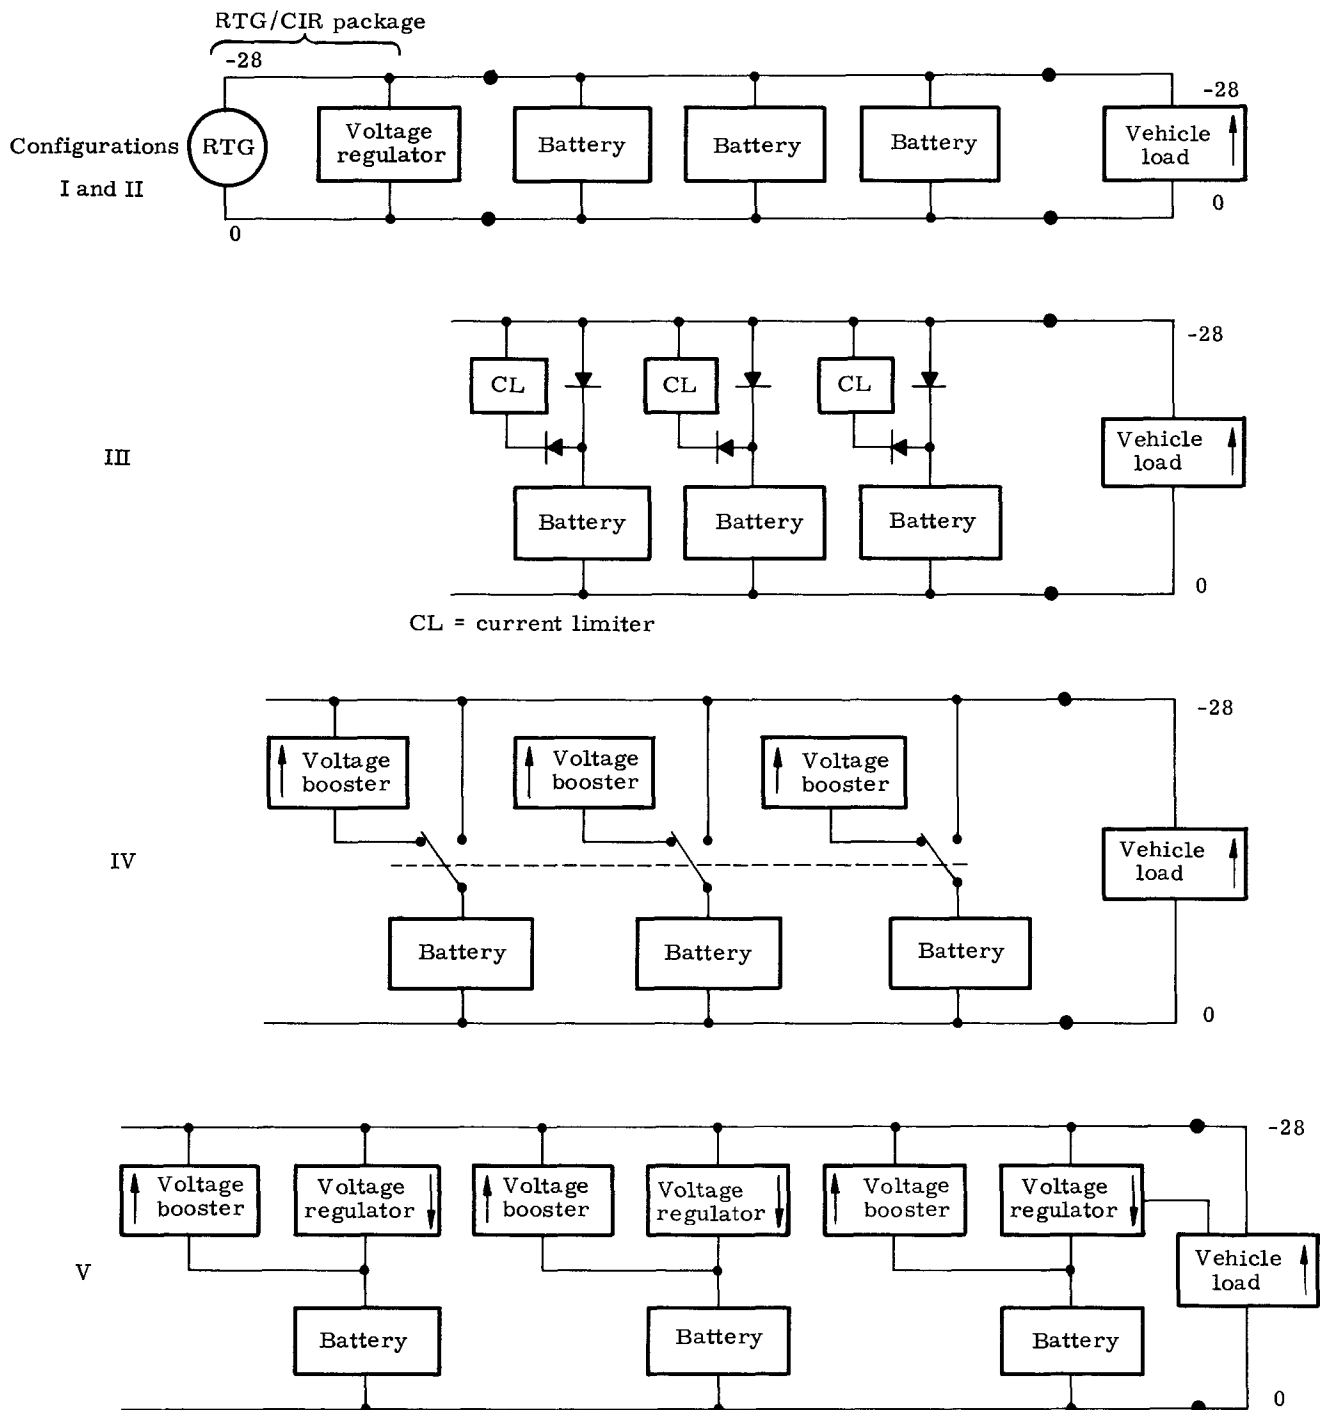 RTG/CIR package
-28
-28
Configurations
I and II
RTG
Voltage
regulator
Battery
Battery
Battery
Vehicle
load
0
0
III
-28
CL
CL
CL
Vehicle
load
Battery
Battery
Battery
0
CL = current limiter
IV
-28
Voltage
booster
Voltage
booster
Voltage
booster
Vehicle
load
Battery
Battery
Battery
0
V
-28
Voltage
booster
Voltage
regulator
Voltage
booster
Voltage
regulator
Voltage
booster
Voltage
regulator
Vehicle
load
Battery
Battery
Battery
0